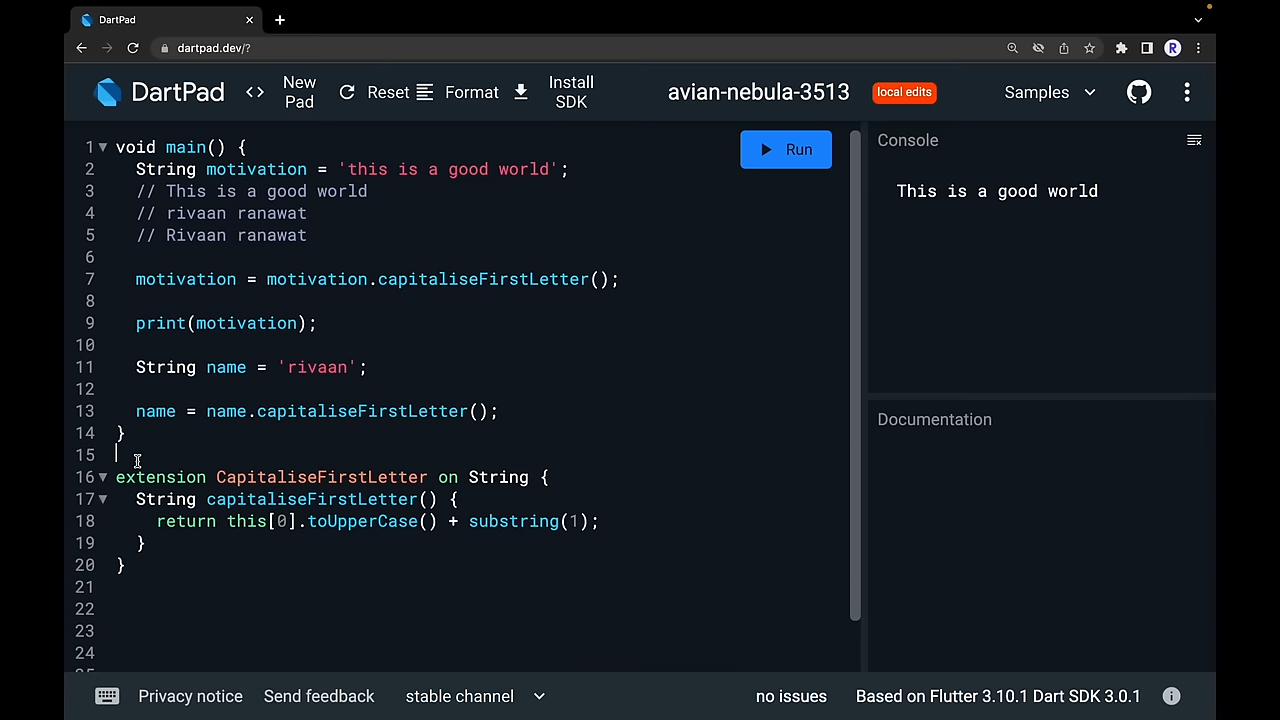 DartPad
dartpad.dev/?
R
DartPad
<> New Pad
Reset
Format
Install SDK
avian-nebula-3513
local edits
Samples
1 void main() {
2 String motivation = 'this is a good world';
3 // This is a good world
4 // rivaan ranawat
5 // Rivaan ranawat
6
7 motivation = motivation.capitaliseFirstLetter();
8
9 print(motivation);
10
11 String name = 'rivaan';
12
13 name = name.capitaliseFirstLetter();
14 }
15
16 extension CapitaliseFirstLetter on String {
17 String capitaliseFirstLetter() {
18 return this[0].toUpperCase() + substring(1);
19 }
20 }
21
22
23
24
Run
Console
This is a good world
Documentation
Privacy notice
Send feedback
stable channel
no issues
Based on Flutter 3.10.1 Dart SDK 3.0.1